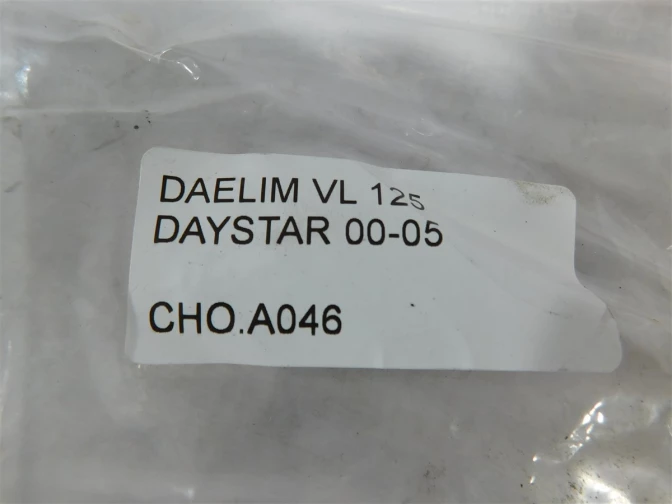 DAELIM VL 125
DAYSTAR 00-05
CHO.A046